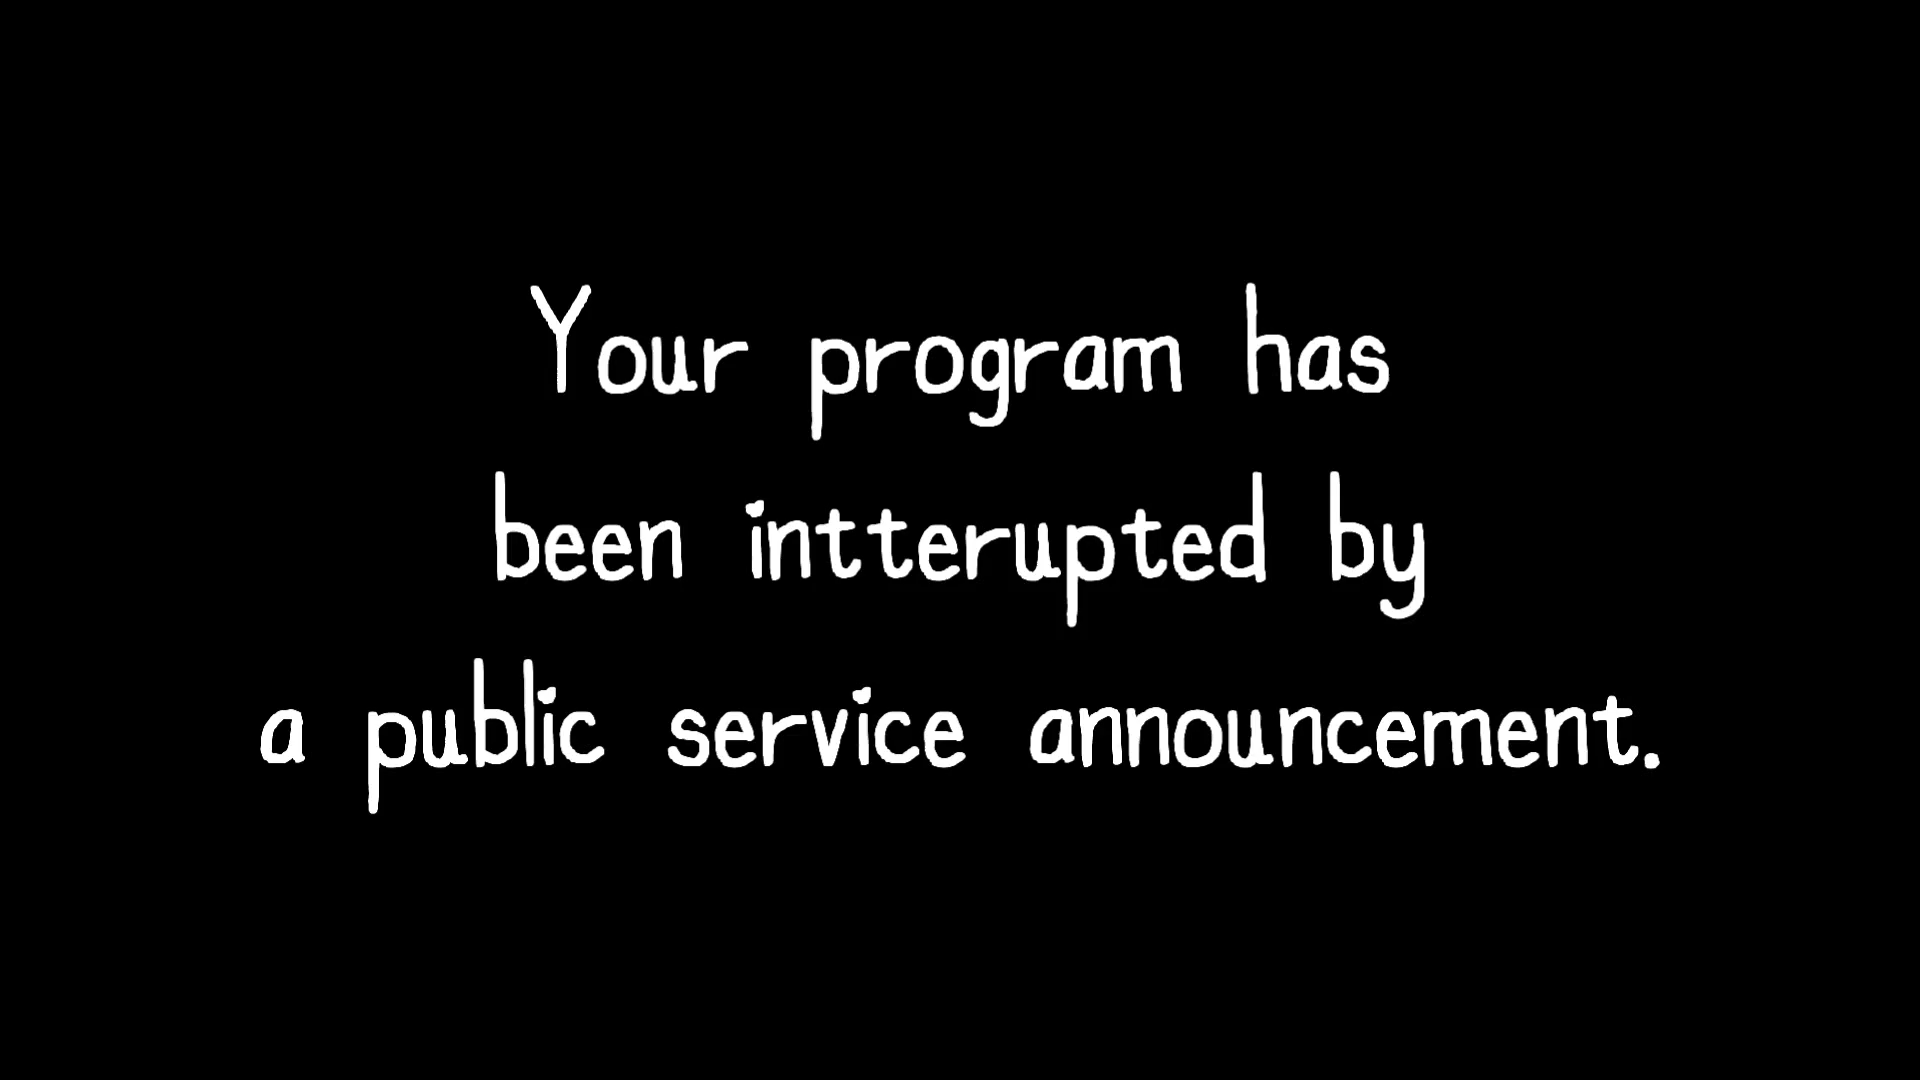 Your program has
been intterupted by
a public service announcement.